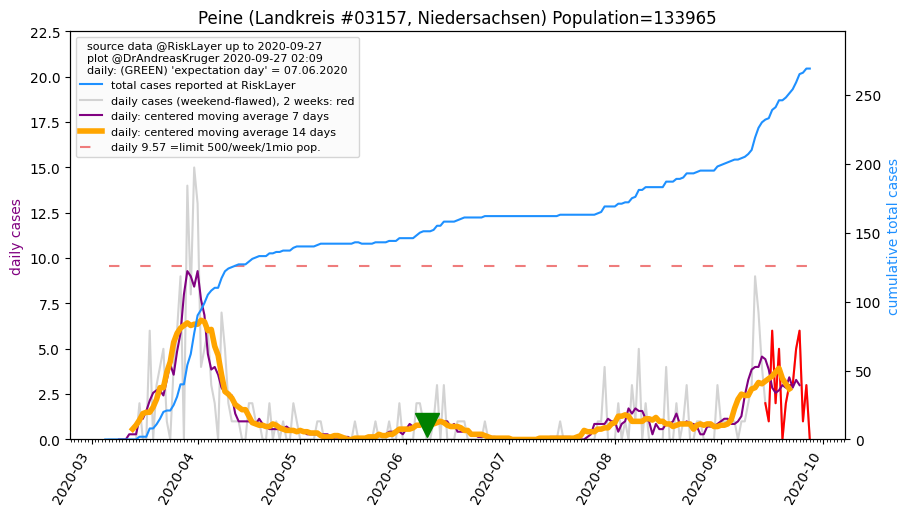 Peine (Landkreis #03157, Niedersachsen) Population=133965
source data @RiskLayer up to 2020-09-27
plot @DrAndreasKruger 2020-09-27 02:09
daily: (GREEN) 'expectation day' = 07.06.2020
total cases reported at RiskLayer
daily cases (weekend-flawed), 2 weeks: red
daily: centered moving average 7 days
daily: centered moving average 14 days
daily 9.57 =limit 500/week/1mio pop.
daily cases
22.5
20.0
17.5
15.0
12.5
10.0
7.5
5.0
2.5
0.0
cumulative total cases
250
200
150
100
50
0
2020-03
2020-04
2020-05
2020-06
2020-07
2020-08
2020-09
2020-10